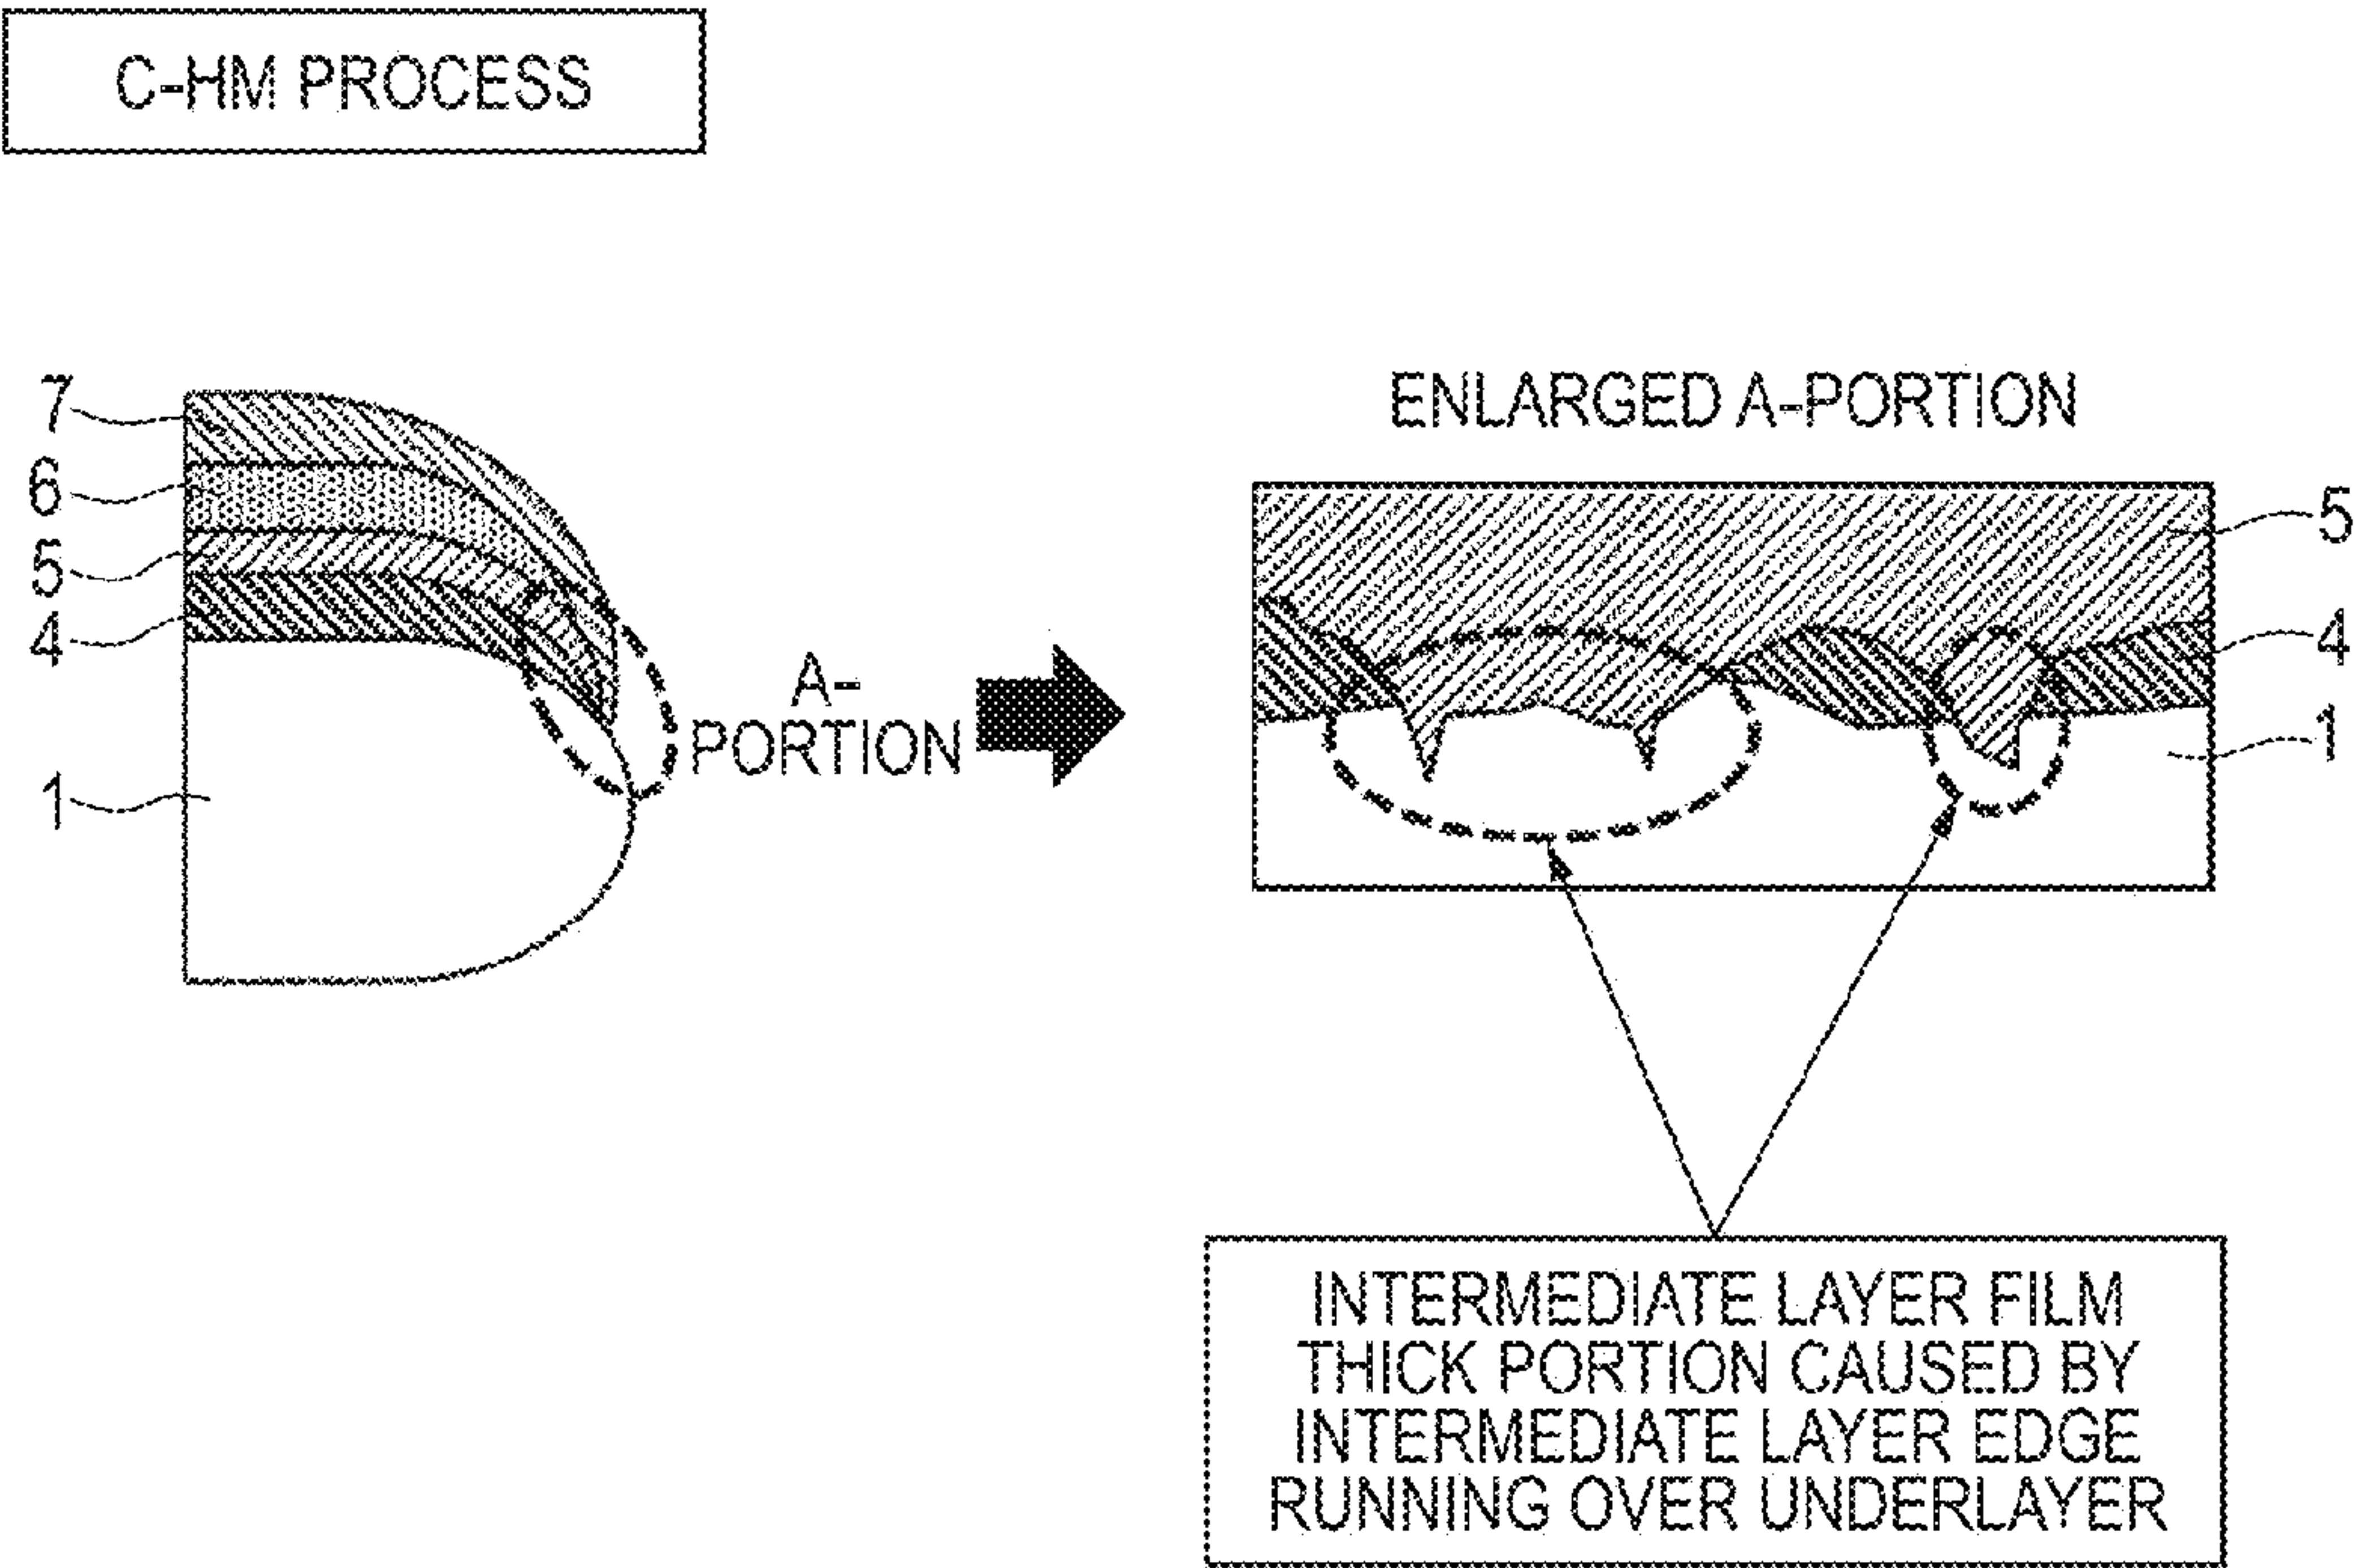 C-HM PROCESS
7
6
5
4
1
A-
PORTION
ENLARGED A-PORTION
5
4
1
INTERMEDIATE LAYER FILM
THICK PORTION CAUSED BY
INTERMEDIATE LAYER EDGE
RUNNING OVER UNDERLAYER